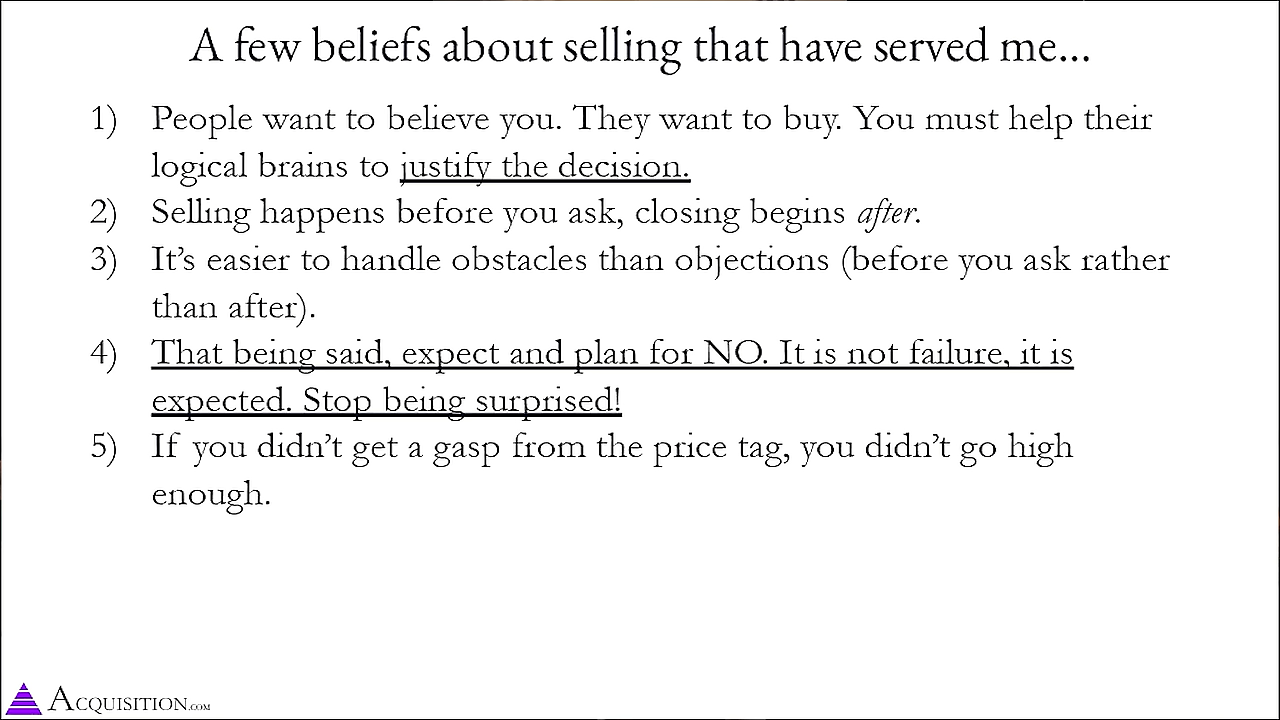 A few beliefs about selling that have served me...
1) People want to believe you. They want to buy. You must help their
logical brains to justify the decision.
2) Selling happens before you ask, closing begins after.
3) It’s easier to handle obstacles than objections (before you ask rather
than after).
4) That being said, expect and plan for NO. It is not failure, it is
expected. Stop being surprised!
5) If you didn’t get a gasp from the price tag, you didn’t go high
enough.
ACQUISITION.COM